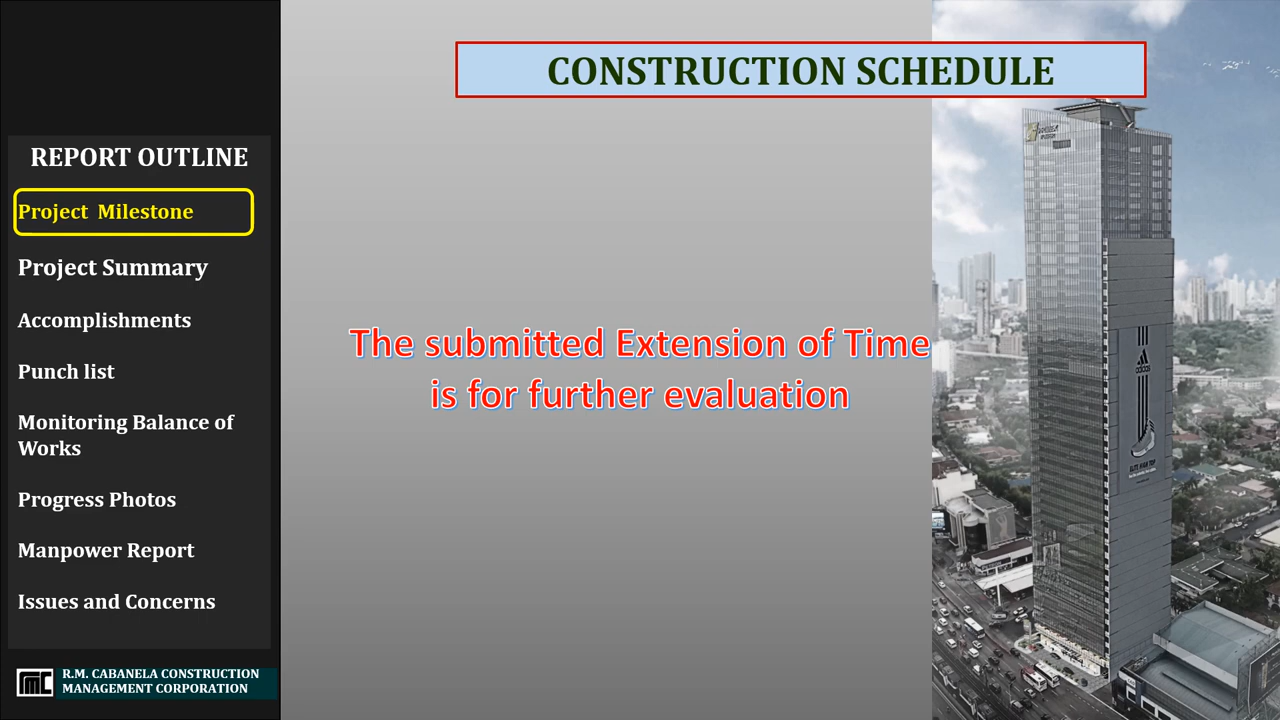 CONSTRUCTION SCHEDULE
REPORT OUTLINE
Project Milestone
Project Summary
Accomplishments
Punch list
Monitoring Balance of
Works
Progress Photos
Manpower Report
Issues and Concerns
R.M. CABANELA CONSTRUCTION
MANAGEMENT CORPORATION
The submitted Extension of Time
is for further evaluation
adidas